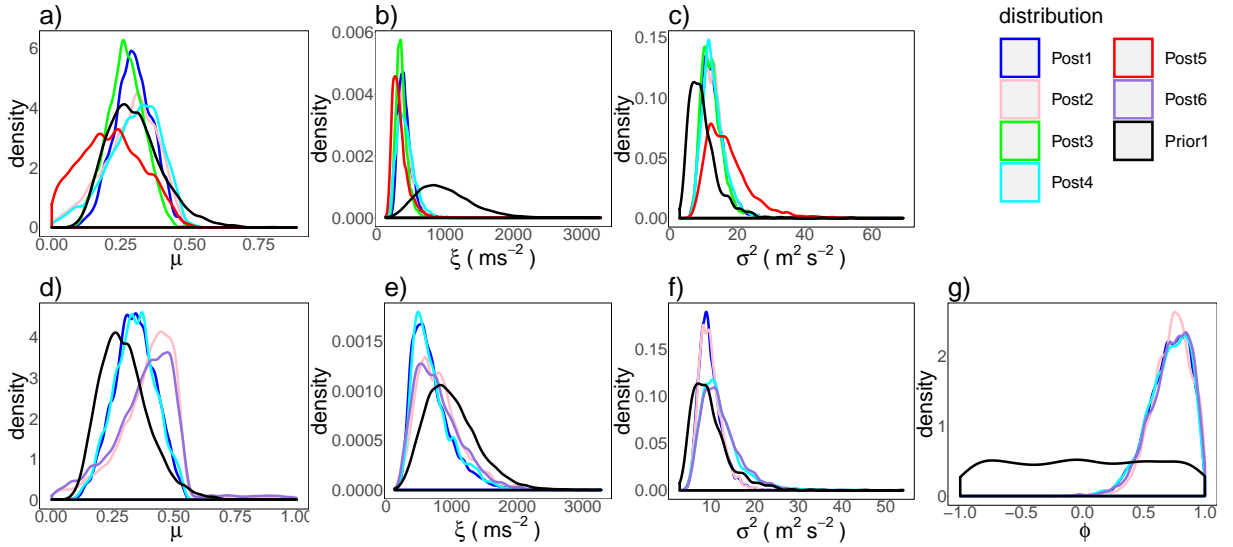 a)
b)
c)
distribution
Post1
Post2
Post3
Post4
Post5
Post6
Prior1
density
6
4
2
0
0.00 0.25 0.50 0.75
μ
density
0.006
0.004
0.002
0.000
0 1000 2000 3000
ξ ( ms⁻² )
density
0.15
0.10
0.05
0.00
0 20 40 60
σ² ( m² s⁻² )
d)
e)
f)
g)
density
4
3
2
1
0
0.00 0.25 0.50 0.75 1.00
μ
density
0.0015
0.0010
0.0005
0.0000
0 1000 2000 3000
ξ ( ms⁻² )
density
0.15
0.10
0.05
0.00
10 20 30 40 50
σ² ( m² s⁻² )
density
2
1
0
-1.0 -0.5 0.0 0.5 1.0
ϕ